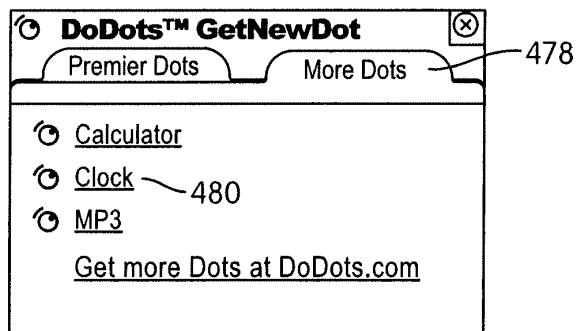 DoDots™ GetNewDot
Premier Dots
More Dots
478
Calculator
Clock
480
MP3
Get more Dots at DoDots.com